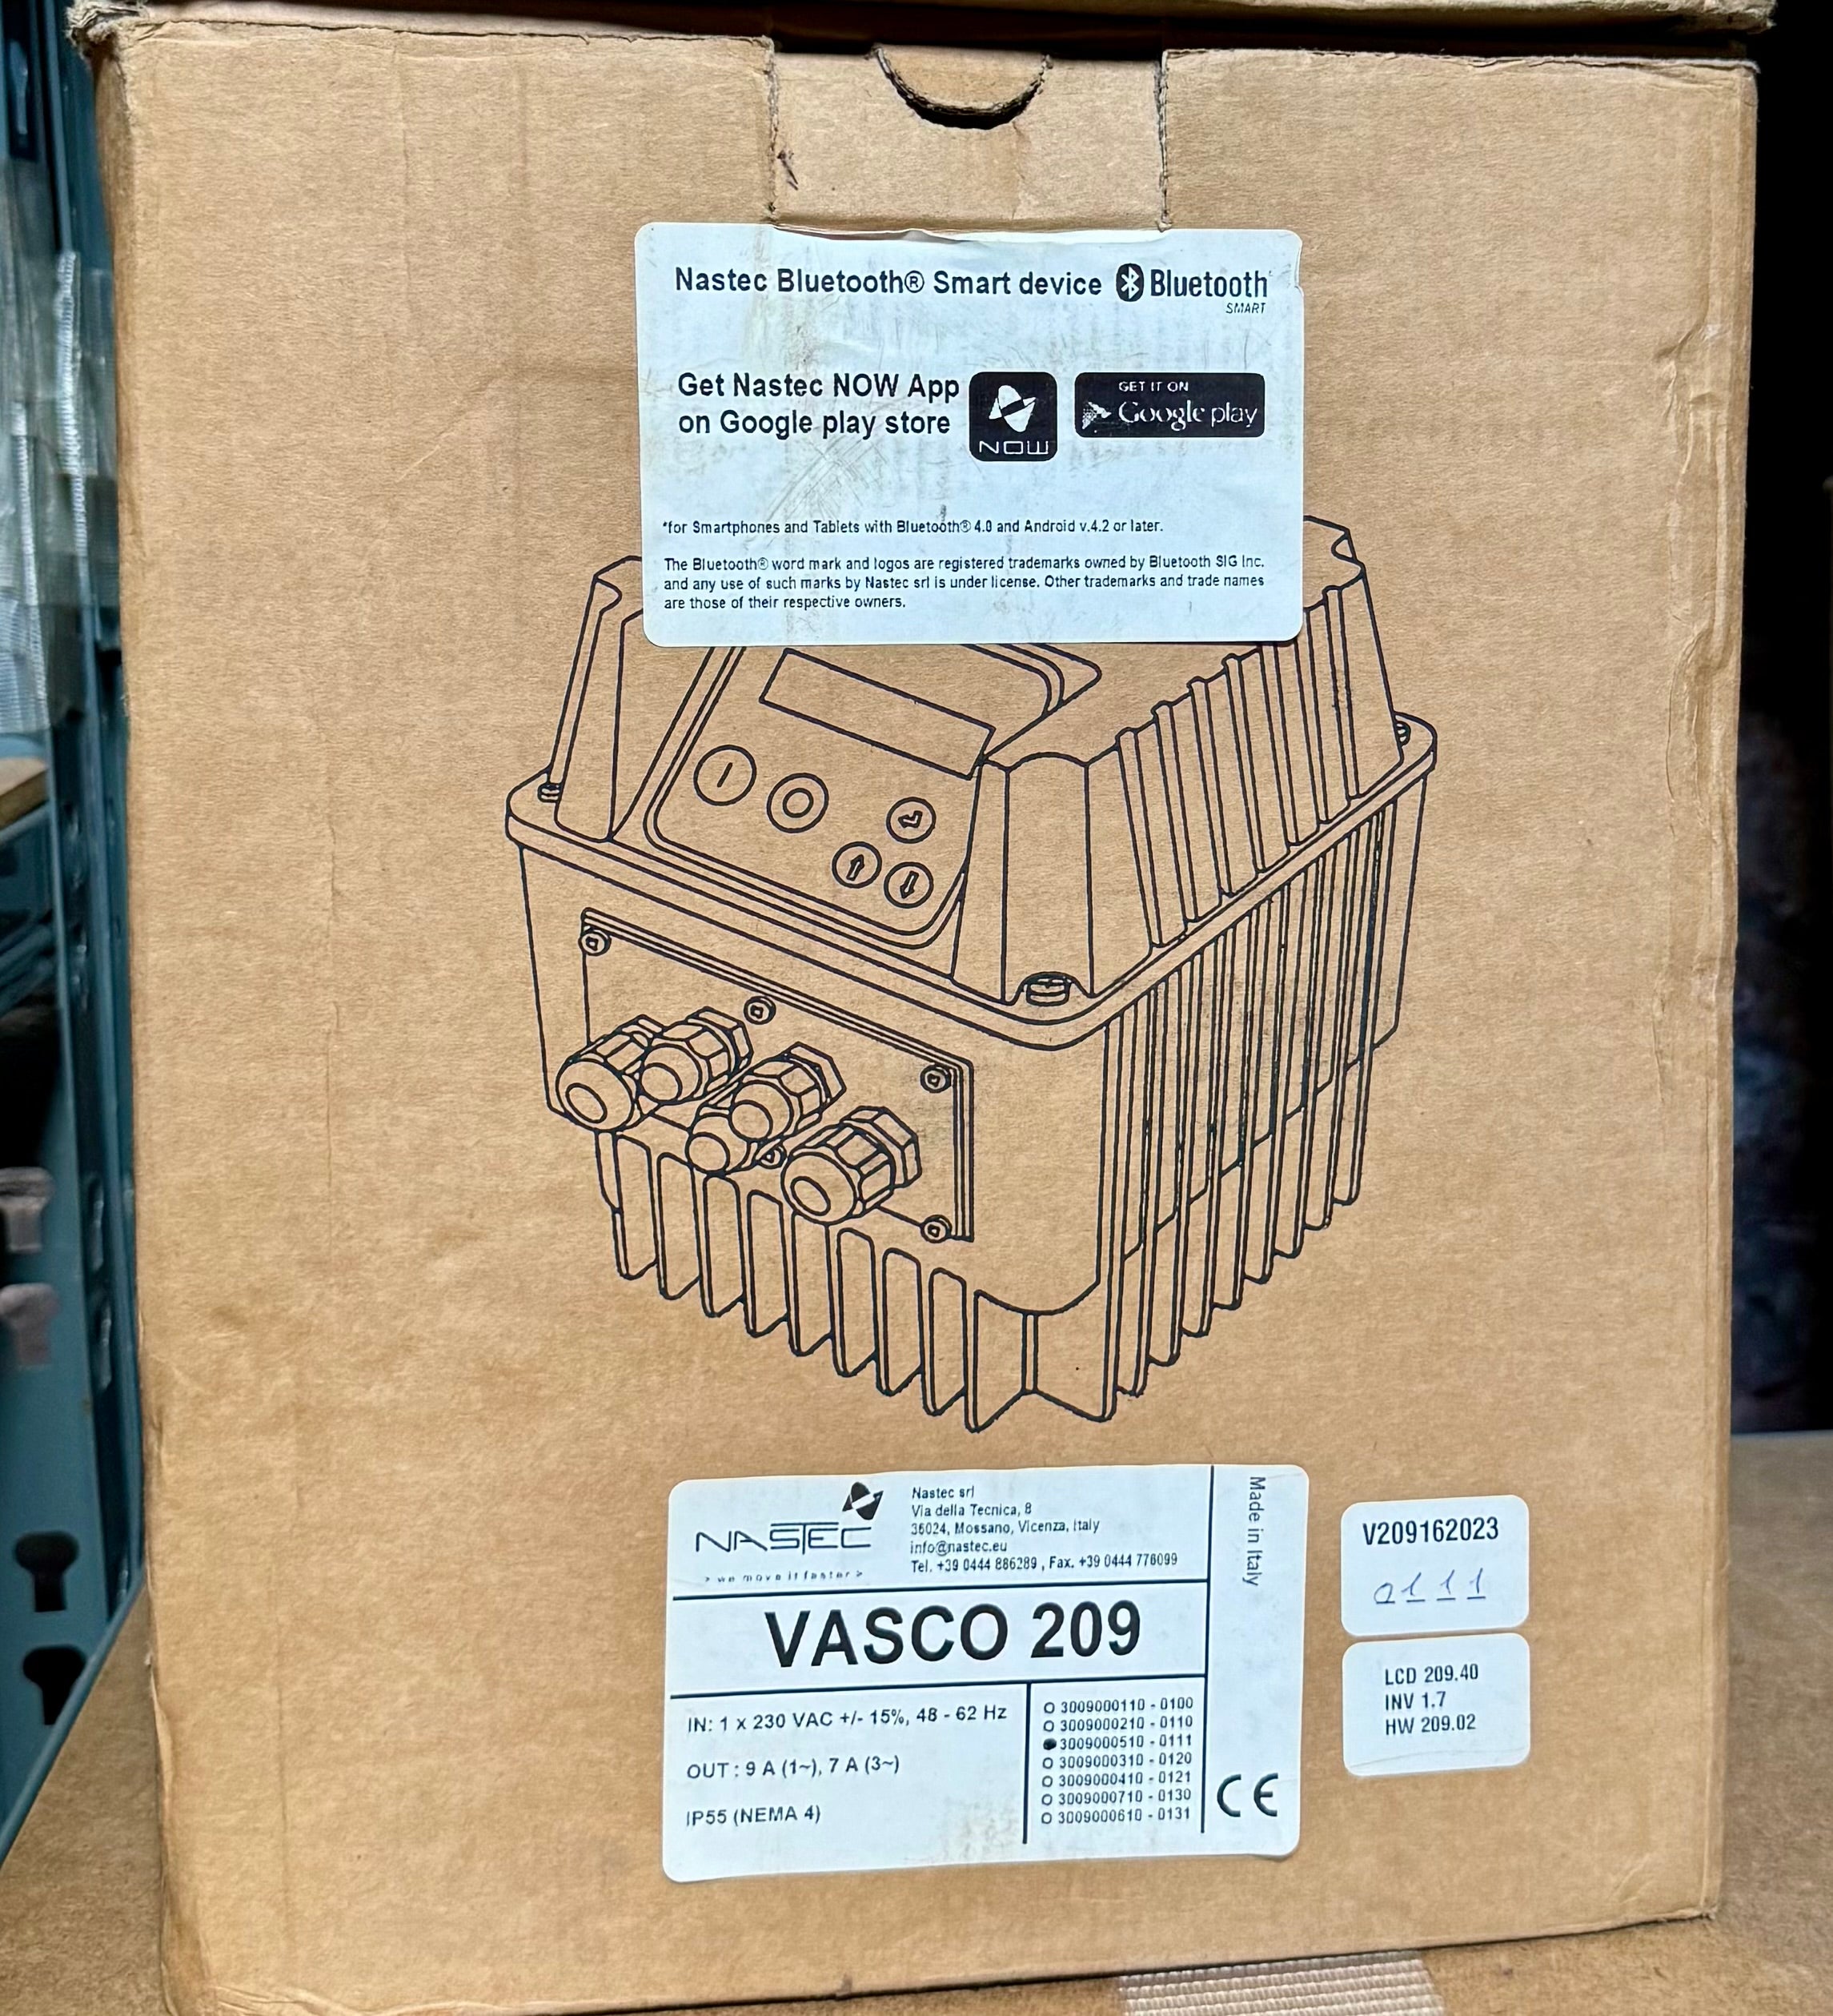 Nastec Bluetooth® Smart device Bluetooth
SMART
Get Nastec NOW App
on Google play store
NOW
GET IT ON
Google play
*for Smartphones and Tablets with Bluetooth® 4.0 and Android v.4.2 or later.
The Bluetooth® word mark and logos are registered trademarks owned by Bluetooth SIG Inc.
and any use of such marks by Nastec srl is under license. Other trademarks and trade names
are those of their respective owners.
NASTEC
> we move it faster >
Nastec srl
Via della Tecnica, 8
36024, Mossano, Vicenza, Italy
info@nastec.eu
Tel. +39 0444 886289 , Fax. +39 0444 776099
Made in Italy
VASCO 209
IN: 1 x 230 VAC +/- 15%, 48 - 62 Hz
OUT : 9 A (1~), 7 A (3~)
IP55 (NEMA 4)
3009000110 - 0100
3009000210 - 0110
3009000510 - 0111
3009000310 - 0120
3009000410 - 0121
3009000710 - 0130
3009000610 - 0131
CE
V209162023
0111
LCD 209.40
INV 1.7
HW 209.02